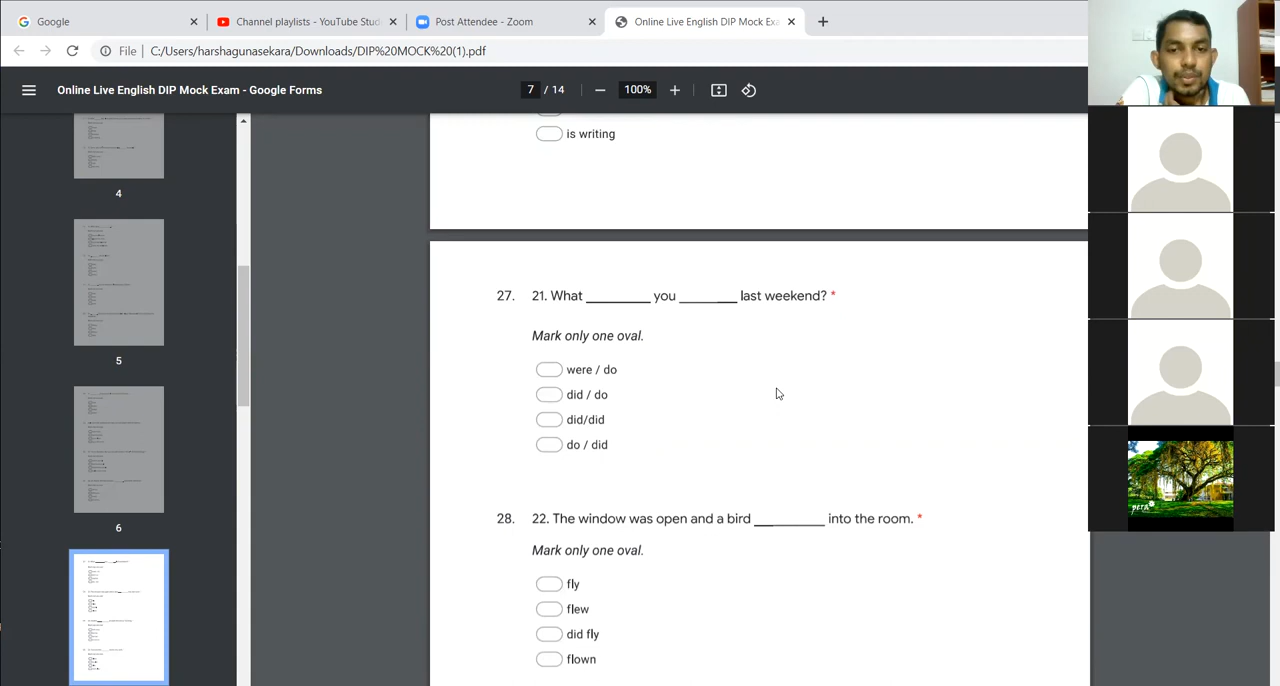 Google
Channel playlists - YouTube Stud
Post Attendee - Zoom
Online Live English DIP Mock Exa
File
C:/Users/harshagunasekara/Downloads/DIP%20MOCK%20(1).pdf
Online Live English DIP Mock Exam - Google Forms
7 / 14
100%
4
5
6
is writing
27. 21. What ________ you ________ last weekend? *
Mark only one oval.
were / do
did / do
did/did
do / did
28. 22. The window was open and a bird _________ into the room. *
Mark only one oval.
fly
flew
did fly
flown
pera